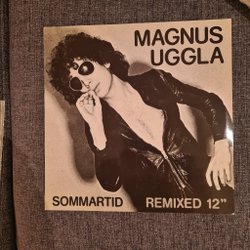 MAGNUS
UGGLA
SOMMARTID REMIXED 12"